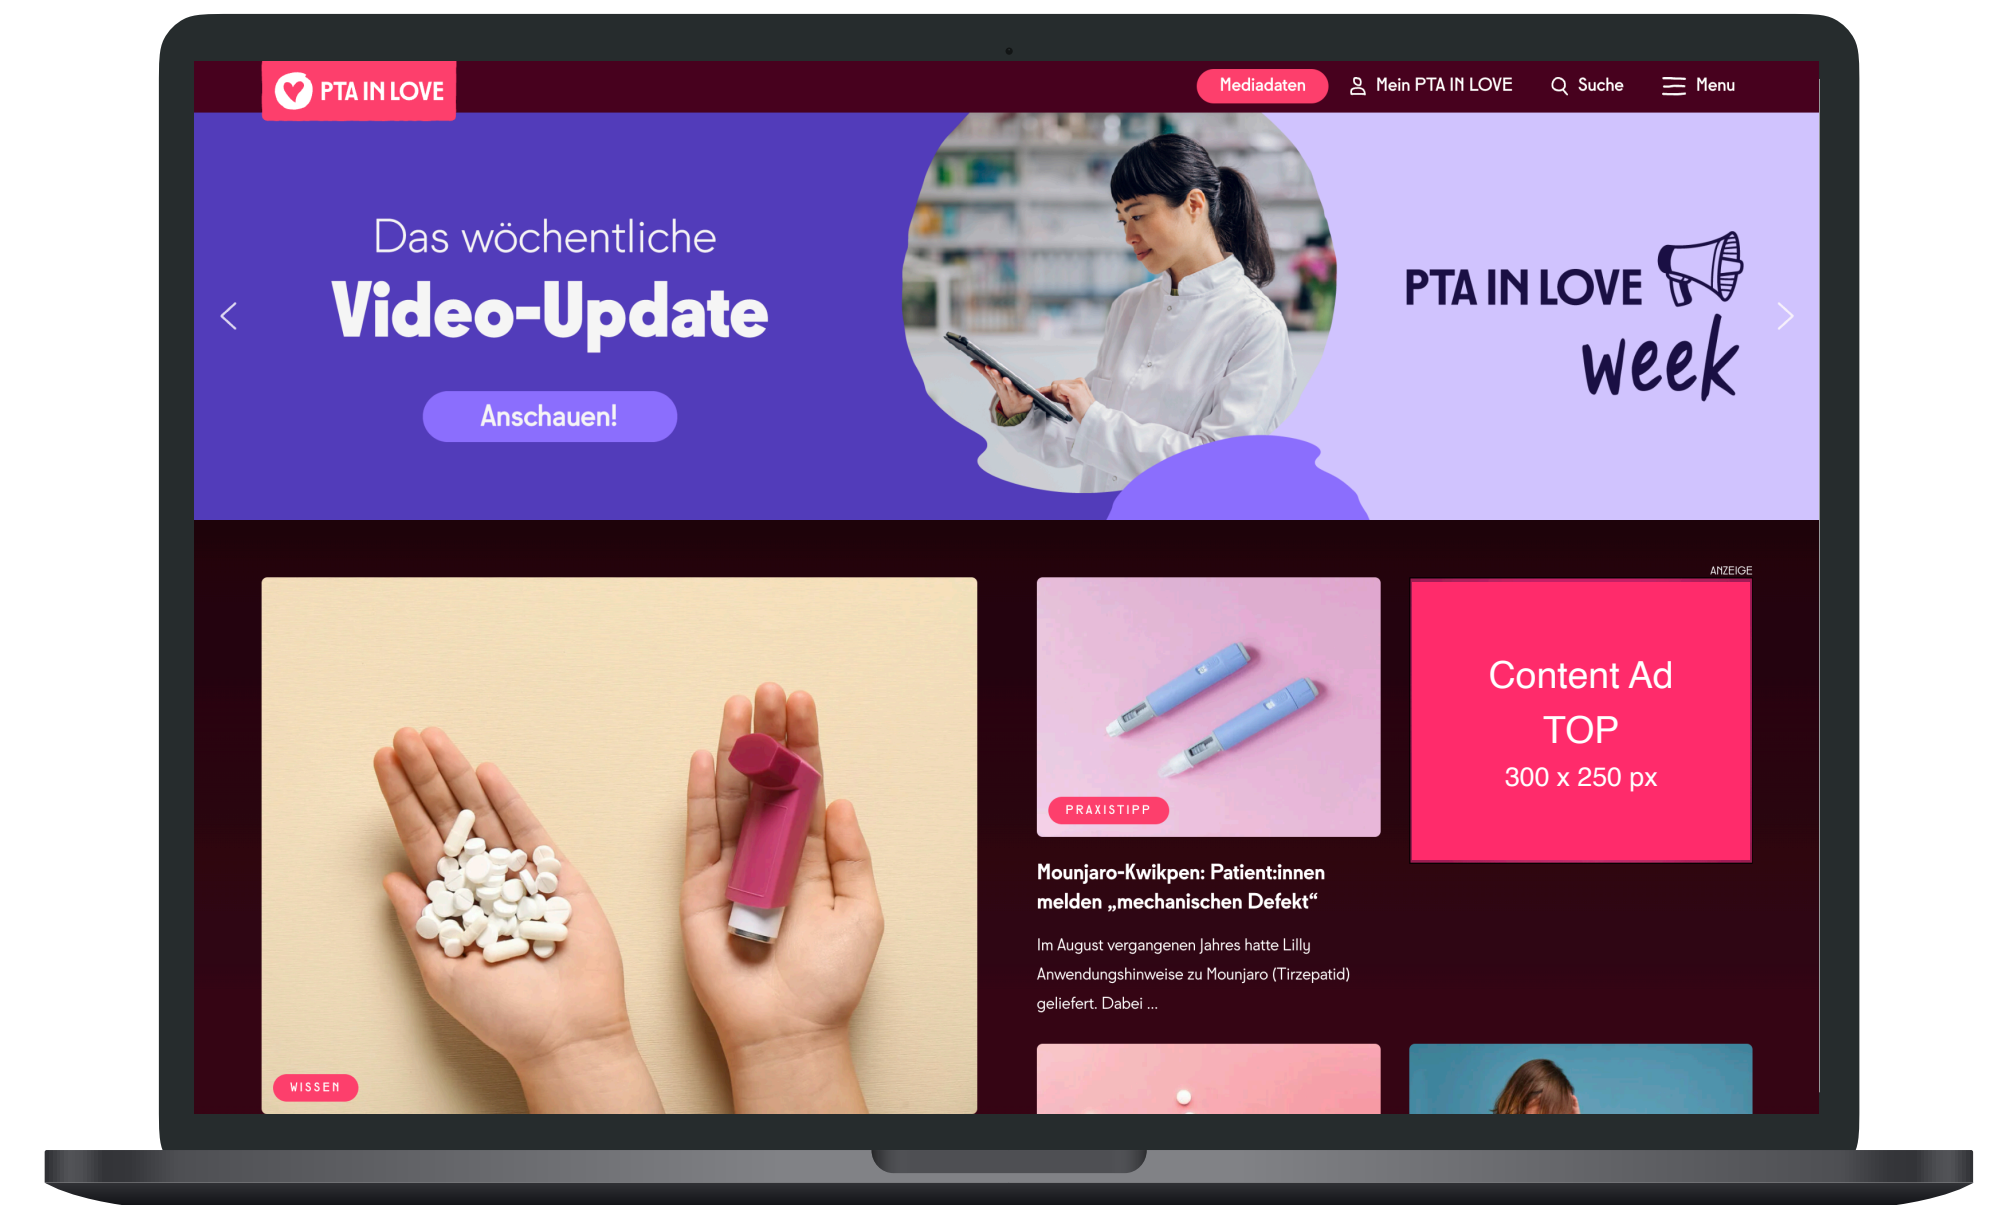 PTA IN LOVE
Mediadaten
Mein PTA IN LOVE
Suche
Menu
Das wöchentliche
Video-Update
Anschauen!
PTA IN LOVE
week
WISSEN
PRAXISTIPP
Mounjaro-Kwikpen: Patient:innen
melden „mechanischen Defekt“
Im August vergangenen Jahres hatte Lilly
Anwendungshinweise zu Mounjaro (Tirzepatid)
geliefert. Dabei ...
ANZEIGE
Content Ad
TOP
300 x 250 px